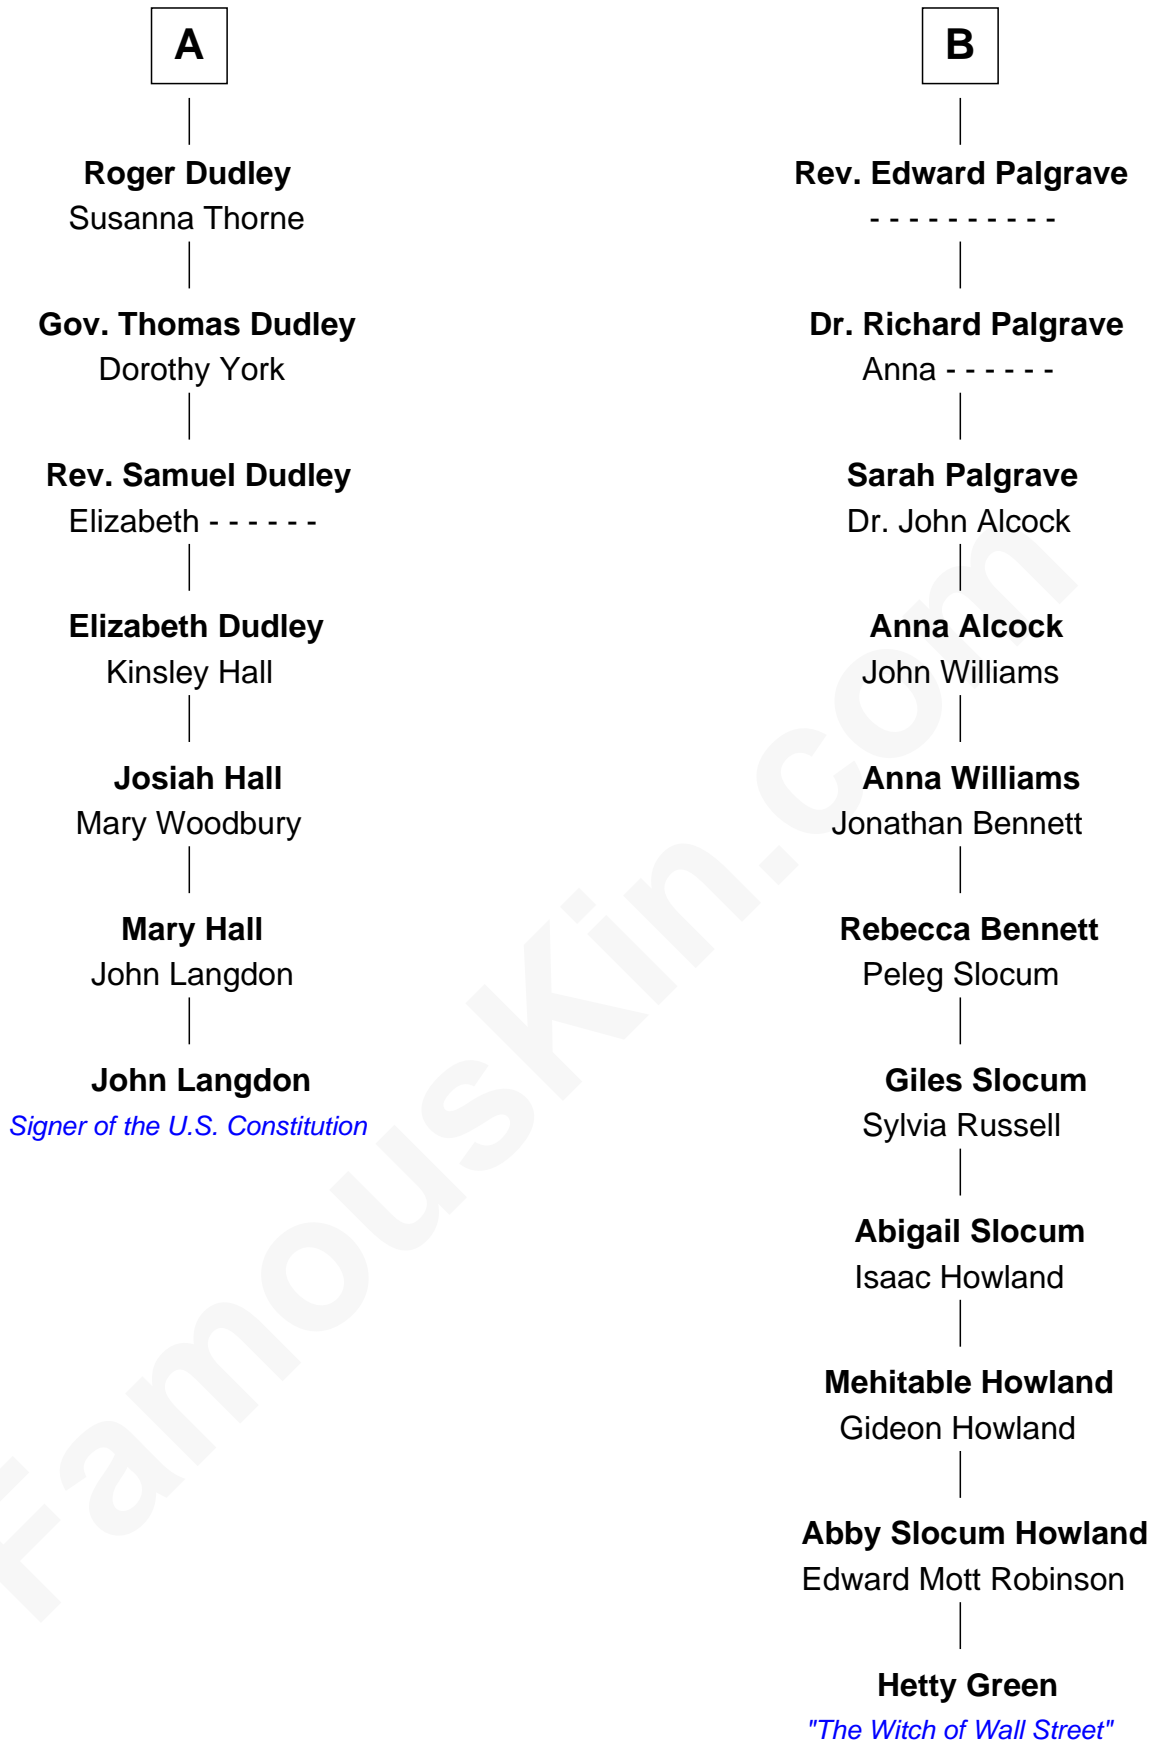 A
Roger Dudley
Susanna Thorne
Gov. Thomas Dudley
Dorothy York
Rev. Samuel Dudley
Elizabeth - - - - - -
Elizabeth Dudley
Kinsley Hall
Josiah Hall
Mary Woodbury
Mary Hall
John Langdon
John Langdon
Signer of the U.S. Constitution
B
Rev. Edward Palgrave
- - - - - - - - - -
Dr. Richard Palgrave
Anna - - - - - -
Sarah Palgrave
Dr. John Alcock
Anna Alcock
John Williams
Anna Williams
Jonathan Bennett
Rebecca Bennett
Peleg Slocum
Giles Slocum
Sylvia Russell
Abigail Slocum
Isaac Howland
Mehitable Howland
Gideon Howland
Abby Slocum Howland
Edward Mott Robinson
Hetty Green
"The Witch of Wall Street"
FamousKin.com